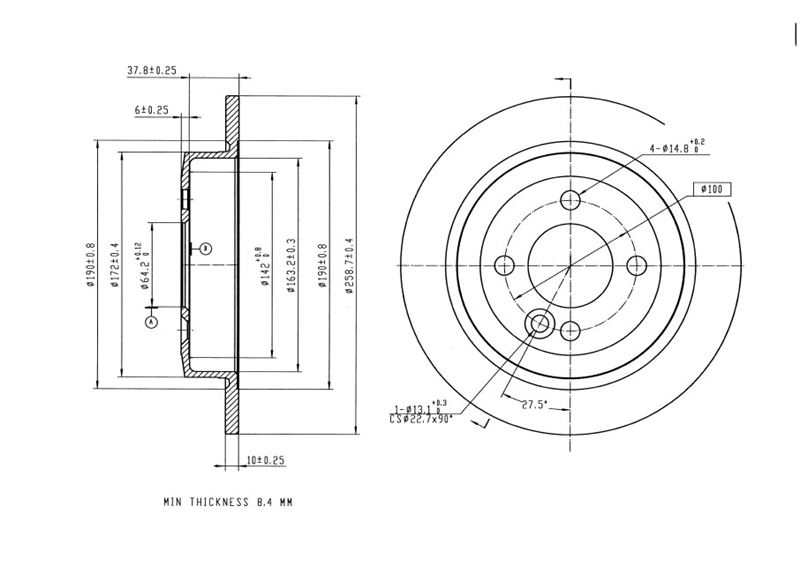 37.8±0.25
6±0.25
4-ø14.8 +0.2 0
ø100
ø190±0.8
ø172±0.4
ø64.2 +0.12 0
B
ø142 +0.8 0
ø163.2±0.3
ø190±0.8
ø258.7±0.4
A
27.5°
1-ø13.1 +0.3 0
CSø22.7x90°
10±0.25
MIN THICKNESS 8.4 MM